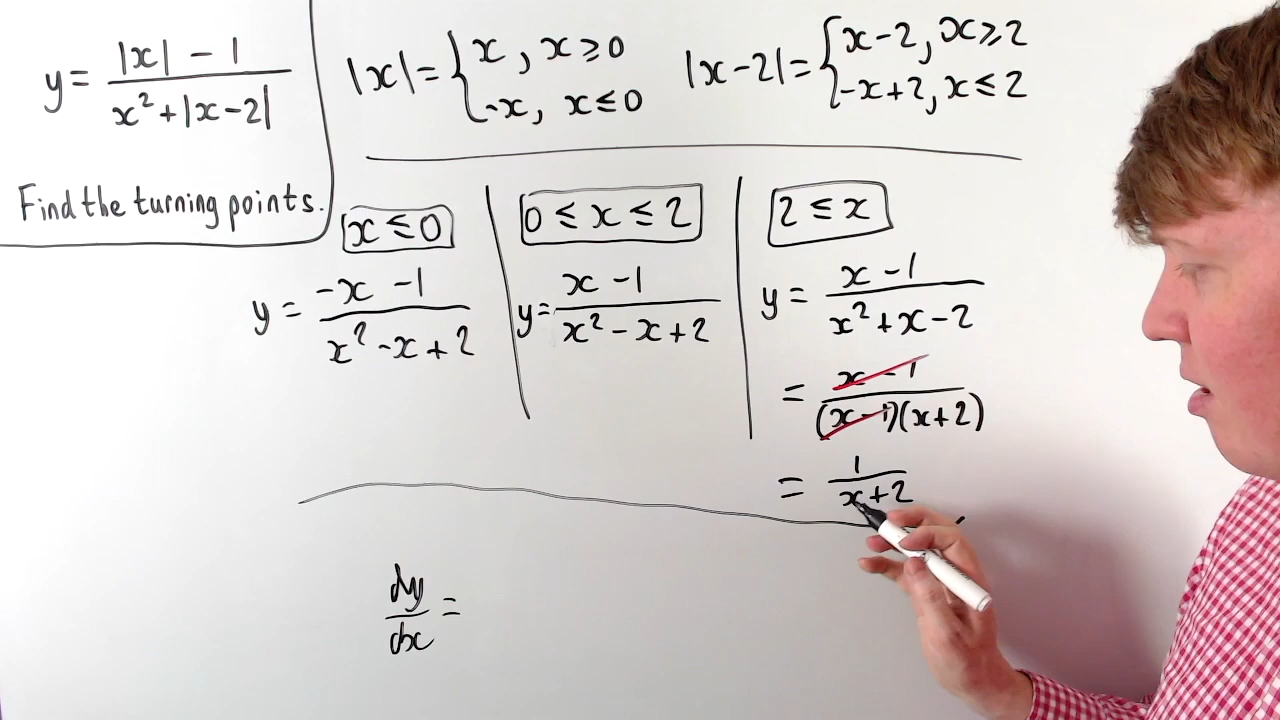 y = (|x| - 1) / (x² + |x-2|)
Find the turning points.
|x| = { x, x ≥ 0
-x, x ≤ 0
|x-2| = { x-2, x ≥ 2
-x+2, x ≤ 2
x ≤ 0
y = (-x - 1) / (x² - x + 2)
0 ≤ x ≤ 2
y = (x - 1) / (x² - x + 2)
2 ≤ x
y = (x - 1) / (x² + x - 2)
= (x - 1) / ((x - 1)(x + 2))
= 1 / (x + 2)
dy/dx =